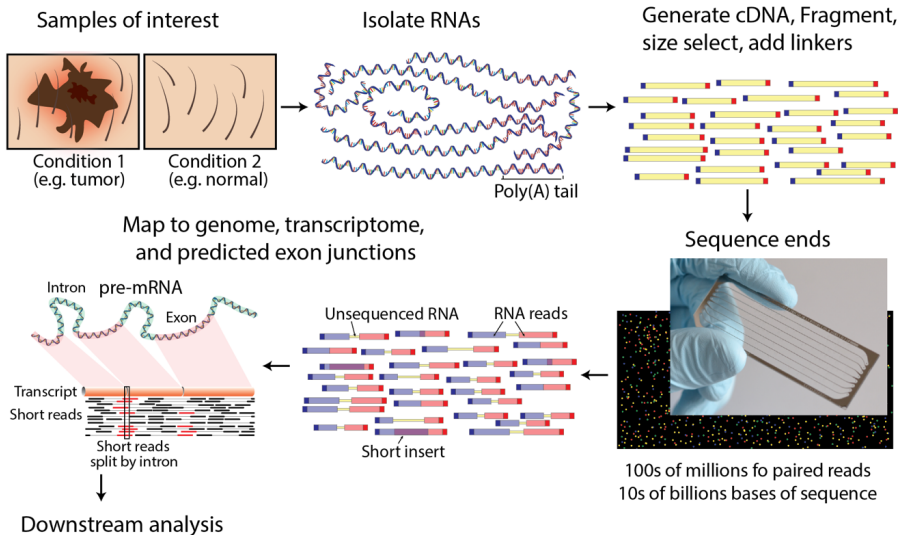 Samples of interest
Condition 1
(e.g. tumor)
Condition 2
(e.g. normal)
Isolate RNAs
Poly(A) tail
Generate cDNA, Fragment,
size select, add linkers
Sequence ends
100s of millions fo paired reads
10s of billions bases of sequence
Unsequenced RNA
RNA reads
Short insert
Map to genome, transcriptome,
and predicted exon junctions
Intron
pre-mRNA
Exon
Transcript
Short reads
Short reads
split by intron
Downstream analysis